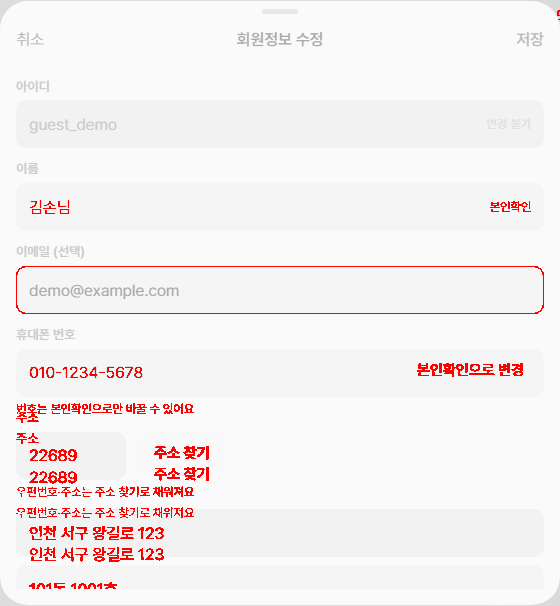 취소 회원정보 수정 저장
아이디
guest_demo 변경 불가
이름
김손님 본인확인
이메일 (선택)
demo@example.com
휴대폰 번호
010-1234-5678 본인확인으로 변경
번호는 본인확인으로만 바꿀 수 있어요
주소
주소
22689 주소 찾기
22689 주소 찾기
우편번호·주소는 주소 찾기로 채워져요
우편번호·주소는 주소 찾기로 채워져요
인천 서구 왕길로 123
인천 서구 왕길로 123
101동 1001호